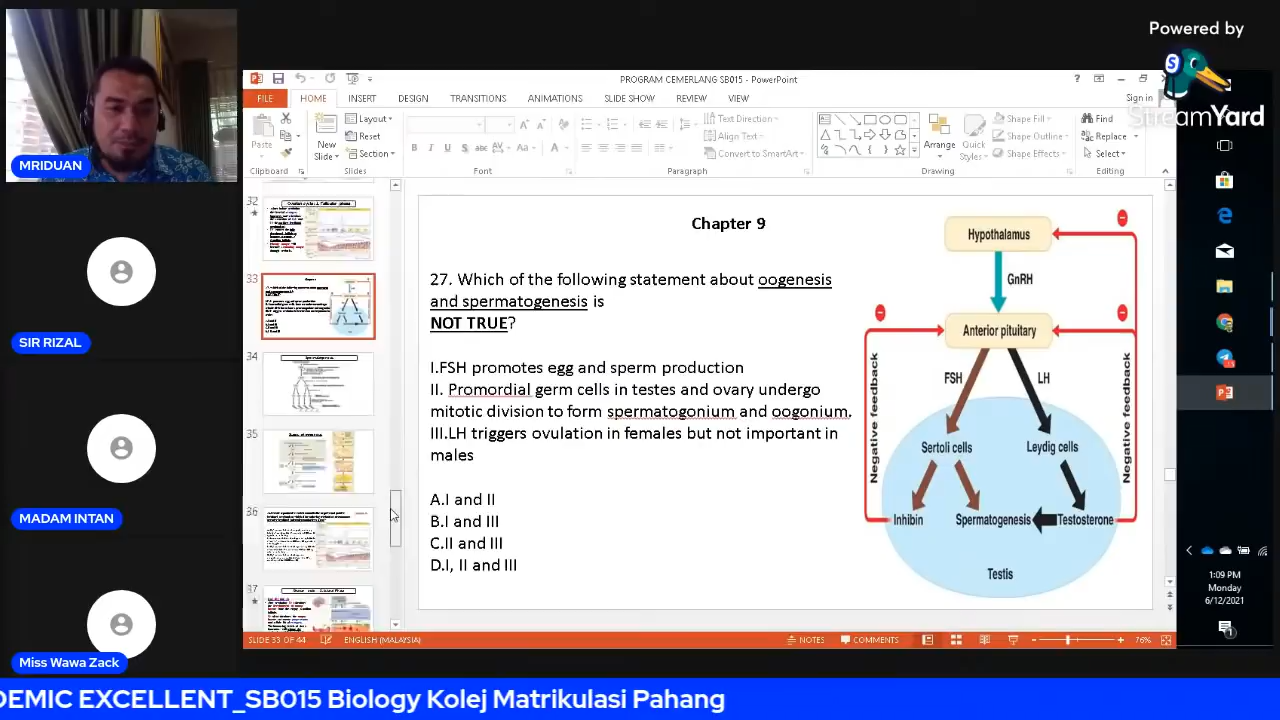 Powered by
StreamYard
S
PROGRAM CEMERLANG SB015 - PowerPoint
Sign in
FILE HOME INSERT DESIGN TRANSITIONS ANIMATIONS SLIDE SHOW REVIEW VIEW
Paste
New Slide
Layout
Reset
Section
Text Direction
Align Text
Convert to SmartArt
Arrange
Quick Styles
Shape Fill
Shape Outline
Shape Effects
Find
Replace
Select
Clipboard
Slides
Font
Paragraph
Drawing
Editing
MRIDUAN
SIR RIZAL
MADAM INTAN
Miss Wawa Zack
32
33
34
35
36
37
Chapter 9
27. Which of the following statement about oogenesis
and spermatogenesis is
NOT TRUE?
I.FSH promotes egg and sperm production
II. Promordial germ cells in testes and ovary undergo
mitotic division to form spermatogonium and oogonium.
III.LH triggers ovulation in females but not important in
males
A.I and II
B.I and III
C.II and III
D.I, II and III
Hypothalamus
GnRH
Anterior pituitary
FSH
LH
Negative feedback
Negative feedback
Sertoli cells
Leydig cells
Inhibin
Spermatogenesis
Testosterone
Testis
SLIDE 33 OF 44
ENGLISH (MALAYSIA)
NOTES
COMMENTS
76%
1:09 PM
Monday
6/12/2021
1
DEMIC EXCELLENT_SB015 Biology Kolej Matrikulasi Pahang